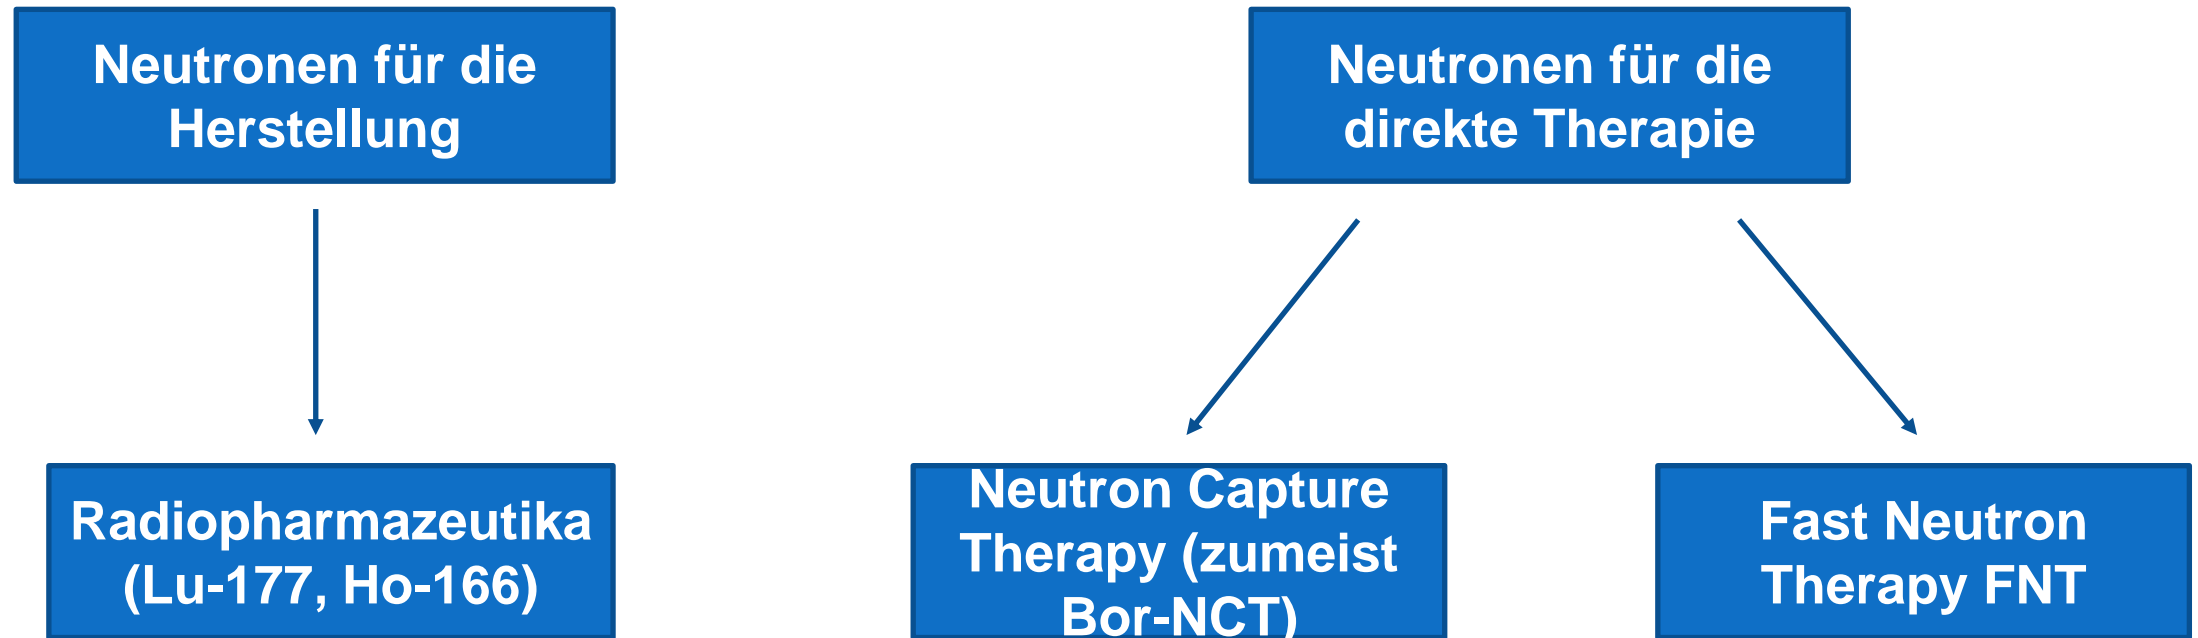 Neutronen für die
Herstellung
Neutronen für die
direkte Therapie
Radiopharmazeutika
(Lu-177, Ho-166)
Neutron Capture
Therapy (zumeist
Bor-NCT)
Fast Neutron
Therapy FNT